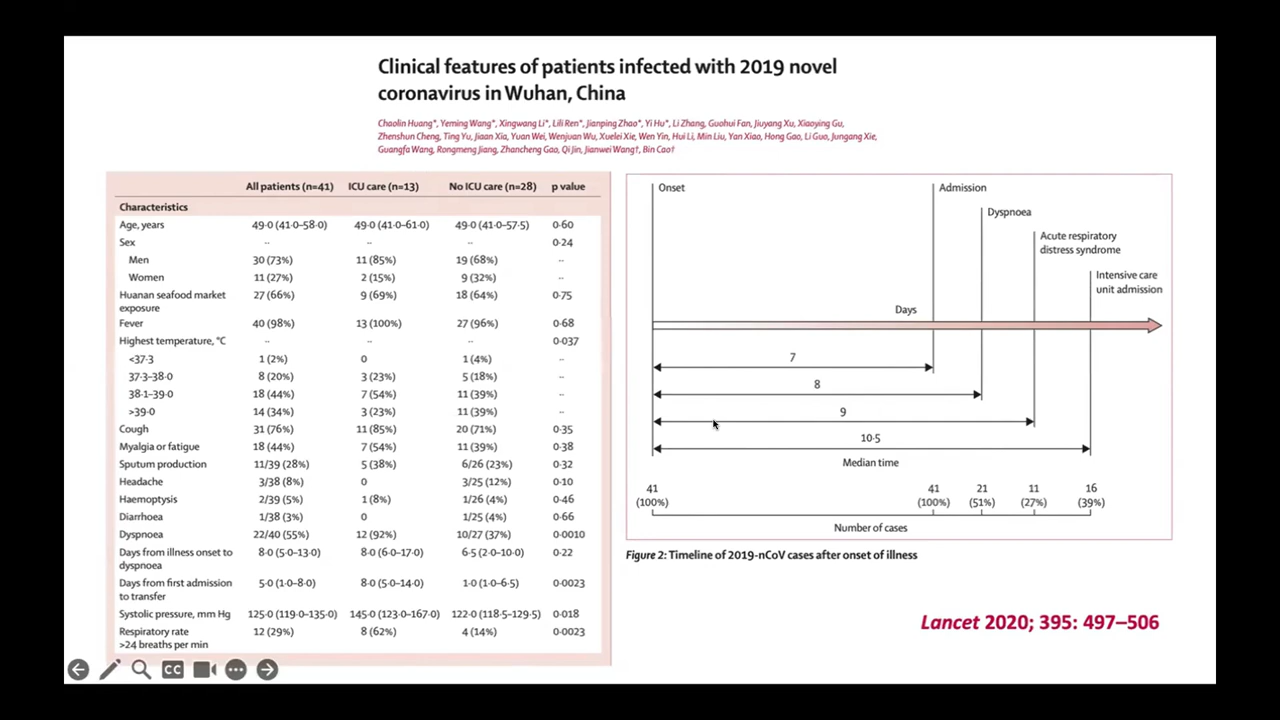 Clinical features of patients infected with 2019 novel
coronavirus in Wuhan, China
Chaolin Huang*, Yeming Wang*, Xingwang Li*, Lili Ren*, Jianping Zhao*, Yi Hu*, Li Zhang, Guohui Fan, Jiuyang Xu, Xiaoying Gu,
Zhenshun Cheng, Ting Yu, Jiaan Xia, Yuan Wei, Wenjuan Wu, Xuelei Xie, Wen Yin, Hui Li, Min Liu, Yan Xiao, Hong Gao, Li Guo, Jungang Xie,
Guangfa Wang, Rongmeng Jiang, Zhancheng Gao, Qi Jin, Jianwei Wang†, Bin Cao†
All patients (n=41) ICU care (n=13) No ICU care (n=28) p value
Characteristics
Age, years 49·0 (41·0–58·0) 49·0 (41·0–61·0) 49·0 (41·0–57·5) 0·60
Sex ·· ·· ·· 0·24
Men 30 (73%) 11 (85%) 19 (68%) ··
Women 11 (27%) 2 (15%) 9 (32%) ··
Huanan seafood market
exposure 27 (66%) 9 (69%) 18 (64%) 0·75
Fever 40 (98%) 13 (100%) 27 (96%) 0·68
Highest temperature, °C ·· ·· ·· 0·037
<37·3 1 (2%) 0 1 (4%) ··
37·3–38·0 8 (20%) 3 (23%) 5 (18%) ··
38·1–39·0 18 (44%) 7 (54%) 11 (39%) ··
>39·0 14 (34%) 3 (23%) 11 (39%) ··
Cough 31 (76%) 11 (85%) 20 (71%) 0·35
Myalgia or fatigue 18 (44%) 7 (54%) 11 (39%) 0·38
Sputum production 11/39 (28%) 5 (38%) 6/26 (23%) 0·32
Headache 3/38 (8%) 0 3/25 (12%) 0·10
Haemoptysis 2/39 (5%) 1 (8%) 1/26 (4%) 0·46
Diarrhoea 1/38 (3%) 0 1/25 (4%) 0·66
Dyspnoea 22/40 (55%) 12 (92%) 10/27 (37%) 0·0010
Days from illness onset to
dyspnoea 8·0 (5·0–13·0) 8·0 (6·0–17·0) 6·5 (2·0–10·0) 0·22
Days from first admission
to transfer 5·0 (1·0–8·0) 8·0 (5·0–14·0) 1·0 (1·0–6·5) 0·0023
Systolic pressure, mm Hg 125·0 (119·0–135·0) 145·0 (123·0–167·0) 122·0 (118·5–129·5) 0·018
Respiratory rate
>24 breaths per min 12 (29%) 8 (62%) 4 (14%) 0·0023
CC
Onset
Admission
Dyspnoea
Acute respiratory
distress syndrome
Intensive care
unit admission
Days
7
8
9
10·5
Median time
41 41 21 11 16
(100%) (100%) (51%) (27%) (39%)
Number of cases
Figure 2: Timeline of 2019-nCoV cases after onset of illness
Lancet 2020; 395: 497–506